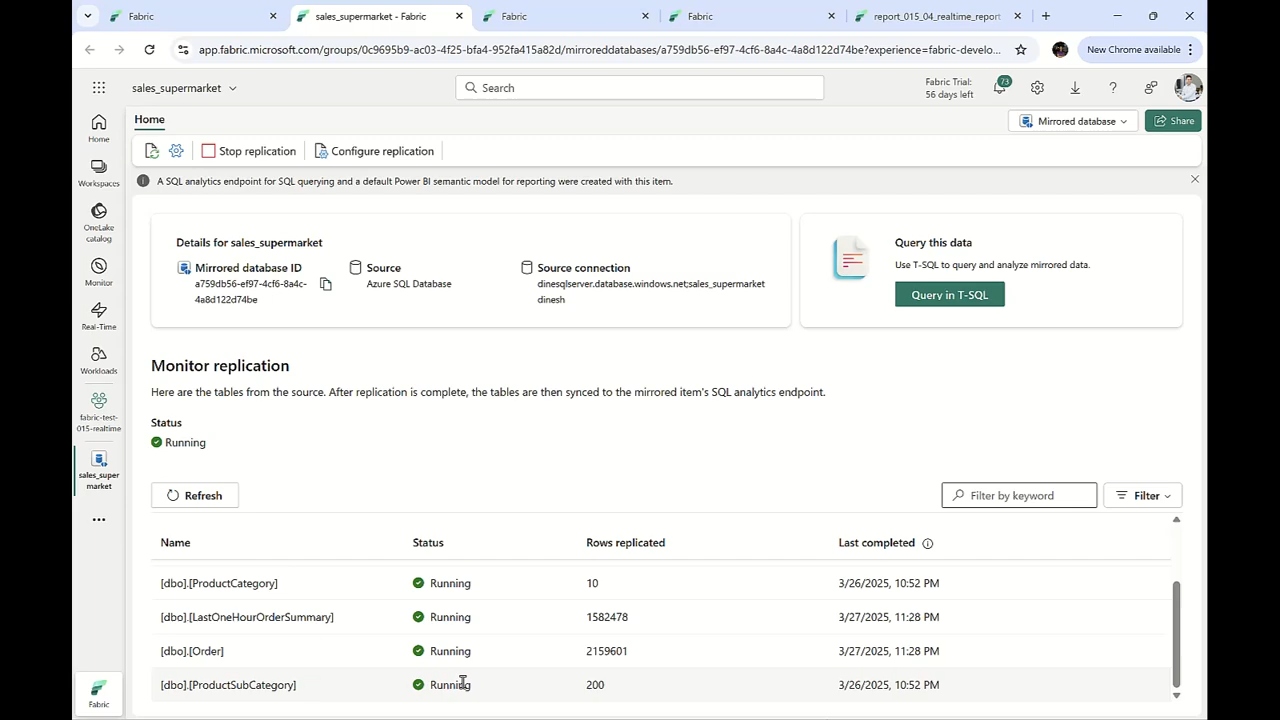 Fabric
sales_supermarket - Fabric
Fabric
Fabric
report_015_04_realtime_report
app.fabric.microsoft.com/groups/0c9695b9-ac03-4f25-bfa4-952fa415a82d/mirroreddatabases/a759db56-ef97-4cf6-8a4c-4a8d122d74be?experience=fabric-develo...
New Chrome available
sales_supermarket
Search
Fabric Trial:
56 days left
73
Home
Mirrored database
Share
Stop replication
Configure replication
A SQL analytics endpoint for SQL querying and a default Power BI semantic model for reporting were created with this item.
Home
Workspaces
OneLake
catalog
Monitor
Real-Time
Workloads
fabric-test-
015-realtime
sales_super
market
Fabric
Details for sales_supermarket
Mirrored database ID
a759db56-ef97-4cf6-8a4c-
4a8d122d74be
Source
Azure SQL Database
Source connection
dinesqlserver.database.windows.net;sales_supermarket
dinesh
Query this data
Use T-SQL to query and analyze mirrored data.
Query in T-SQL
Monitor replication
Here are the tables from the source. After replication is complete, the tables are then synced to the mirrored item's SQL analytics endpoint.
Status
Running
Refresh
Filter by keyword
Filter
Name Status Rows replicated Last completed
[dbo].[ProductCategory] Running 10 3/26/2025, 10:52 PM
[dbo].[LastOneHourOrderSummary] Running 1582478 3/27/2025, 11:28 PM
[dbo].[Order] Running 2159601 3/27/2025, 11:28 PM
[dbo].[ProductSubCategory] Running 200 3/26/2025, 10:52 PM